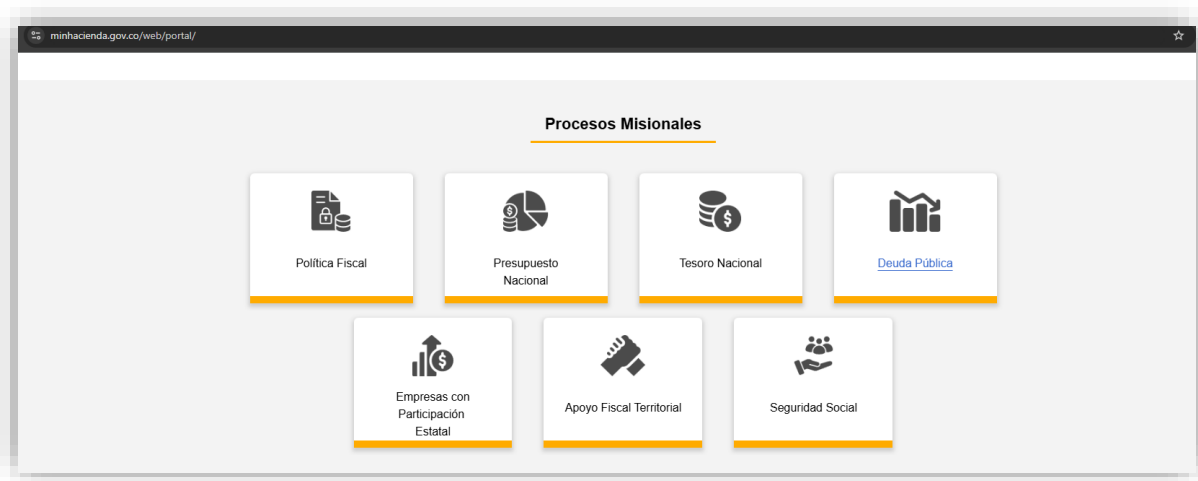 minhacienda.gov.co/web/portal/
Procesos Misionales
Política Fiscal
Presupuesto
Nacional
Tesoro Nacional
Deuda Pública
Empresas con
Participación
Estatal
Apoyo Fiscal Territorial
Seguridad Social